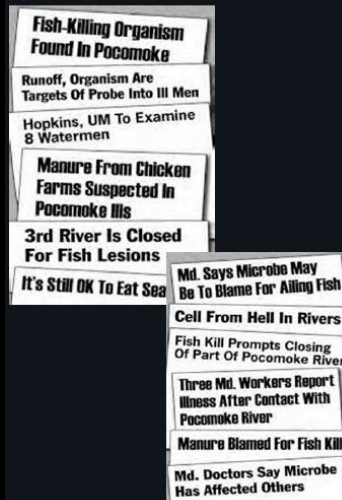 Fish-Killing Organism
Found In Pocomoke
Runoff, Organism Are
Targets Of Probe Into Ill Men
Hopkins, UM To Examine
8 Watermen
Manure From Chicken
Farms Suspected In
Pocomoke Ills
3rd River Is Closed
For Fish Lesions
It's Still OK To Eat Sea
Md. Says Microbe May
Be To Blame For Ailing Fish
Cell From Hell In Rivers
Fish Kill Prompts Closing
Of Part Of Pocomoke River
Three Md. Workers Report
Illness After Contact With
Pocomoke River
Manure Blamed For Fish Kill
Md. Doctors Say Microbe
Has Affected Others